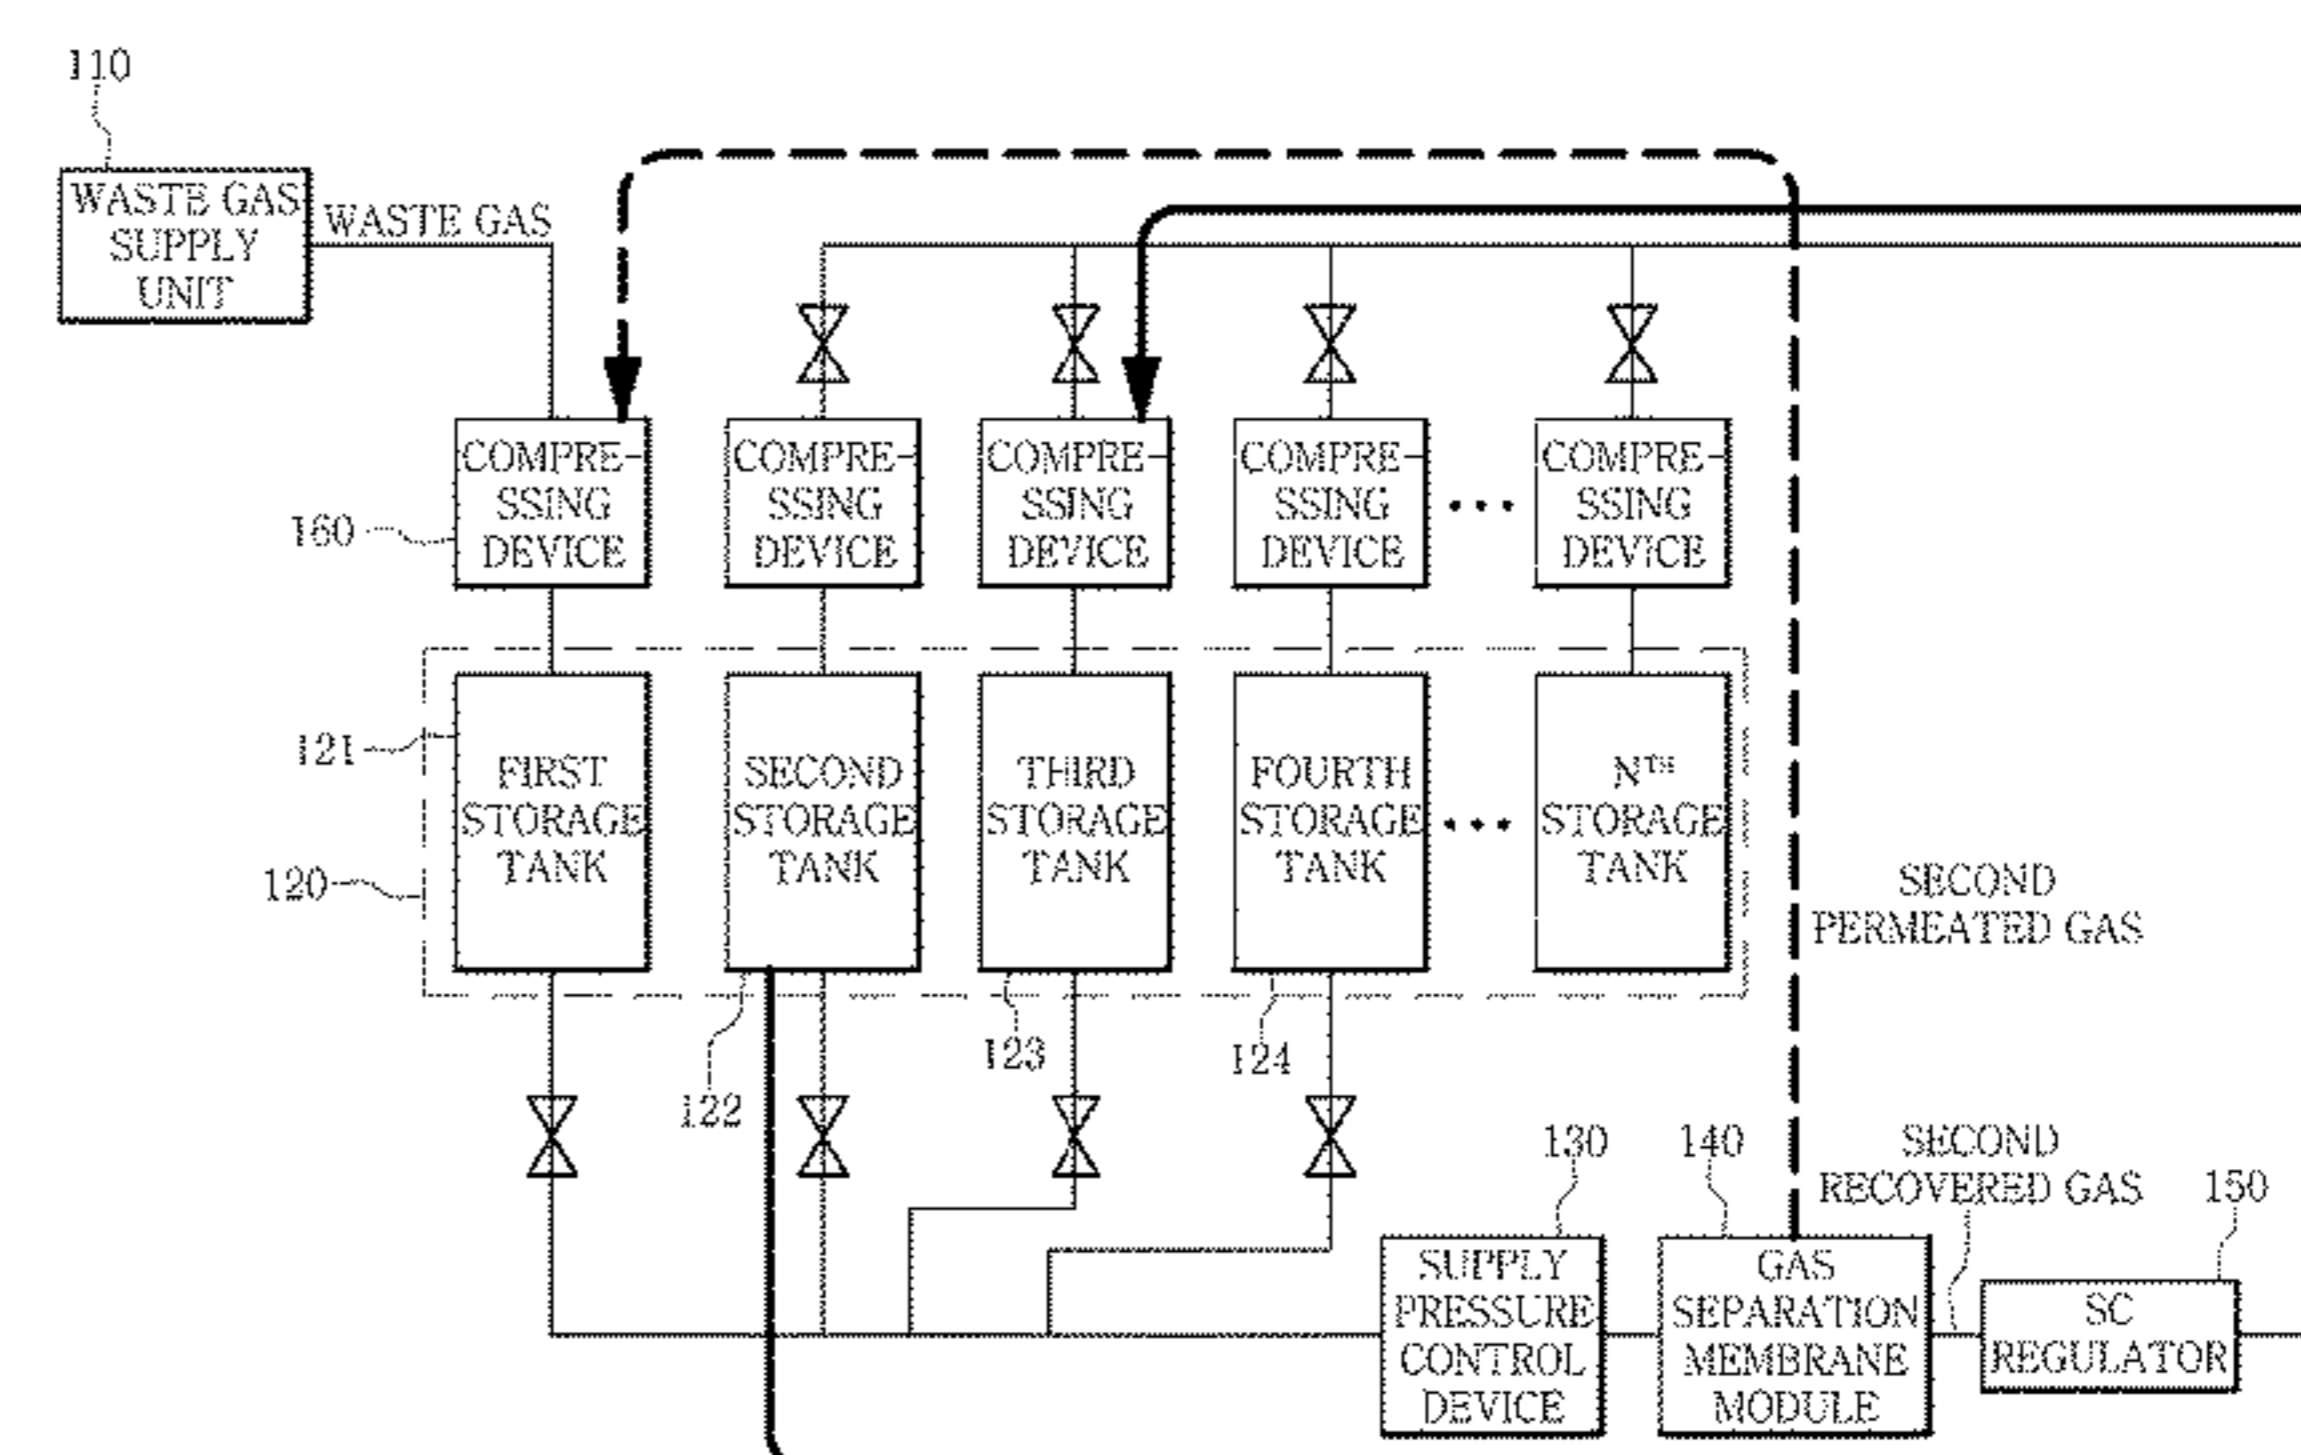 110
WASTE GAS
SUPPLY
UNIT
WASTE GAS
COMPRE-
SSING
DEVICE
COMPRE-
SSING
DEVICE
COMPRE-
SSING
DEVICE
COMPRE-
SSING
DEVICE
...
COMPRE-
SSING
DEVICE
160
121
FIRST
STORAGE
TANK
SECOND
STORAGE
TANK
THIRD
STORAGE
TANK
FOURTH
STORAGE
TANK
...
NTH
STORAGE
TANK
120
SECOND
PERMEATED GAS
122
123
124
130
140
SECOND
RECOVERED GAS
150
SUPPLY
PRESSURE
CONTROL
DEVICE
GAS
SEPARATION
MEMBRANE
MODULE
SC
REGULATOR